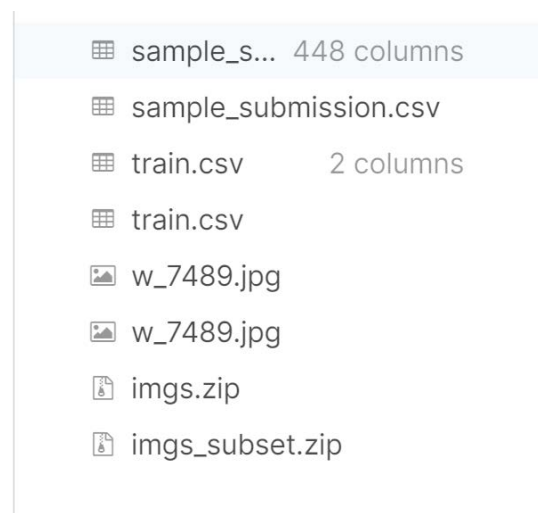 sample_s... 448 columns
sample_submission.csv
train.csv 2 columns
train.csv
w_7489.jpg
w_7489.jpg
imgs.zip
imgs_subset.zip